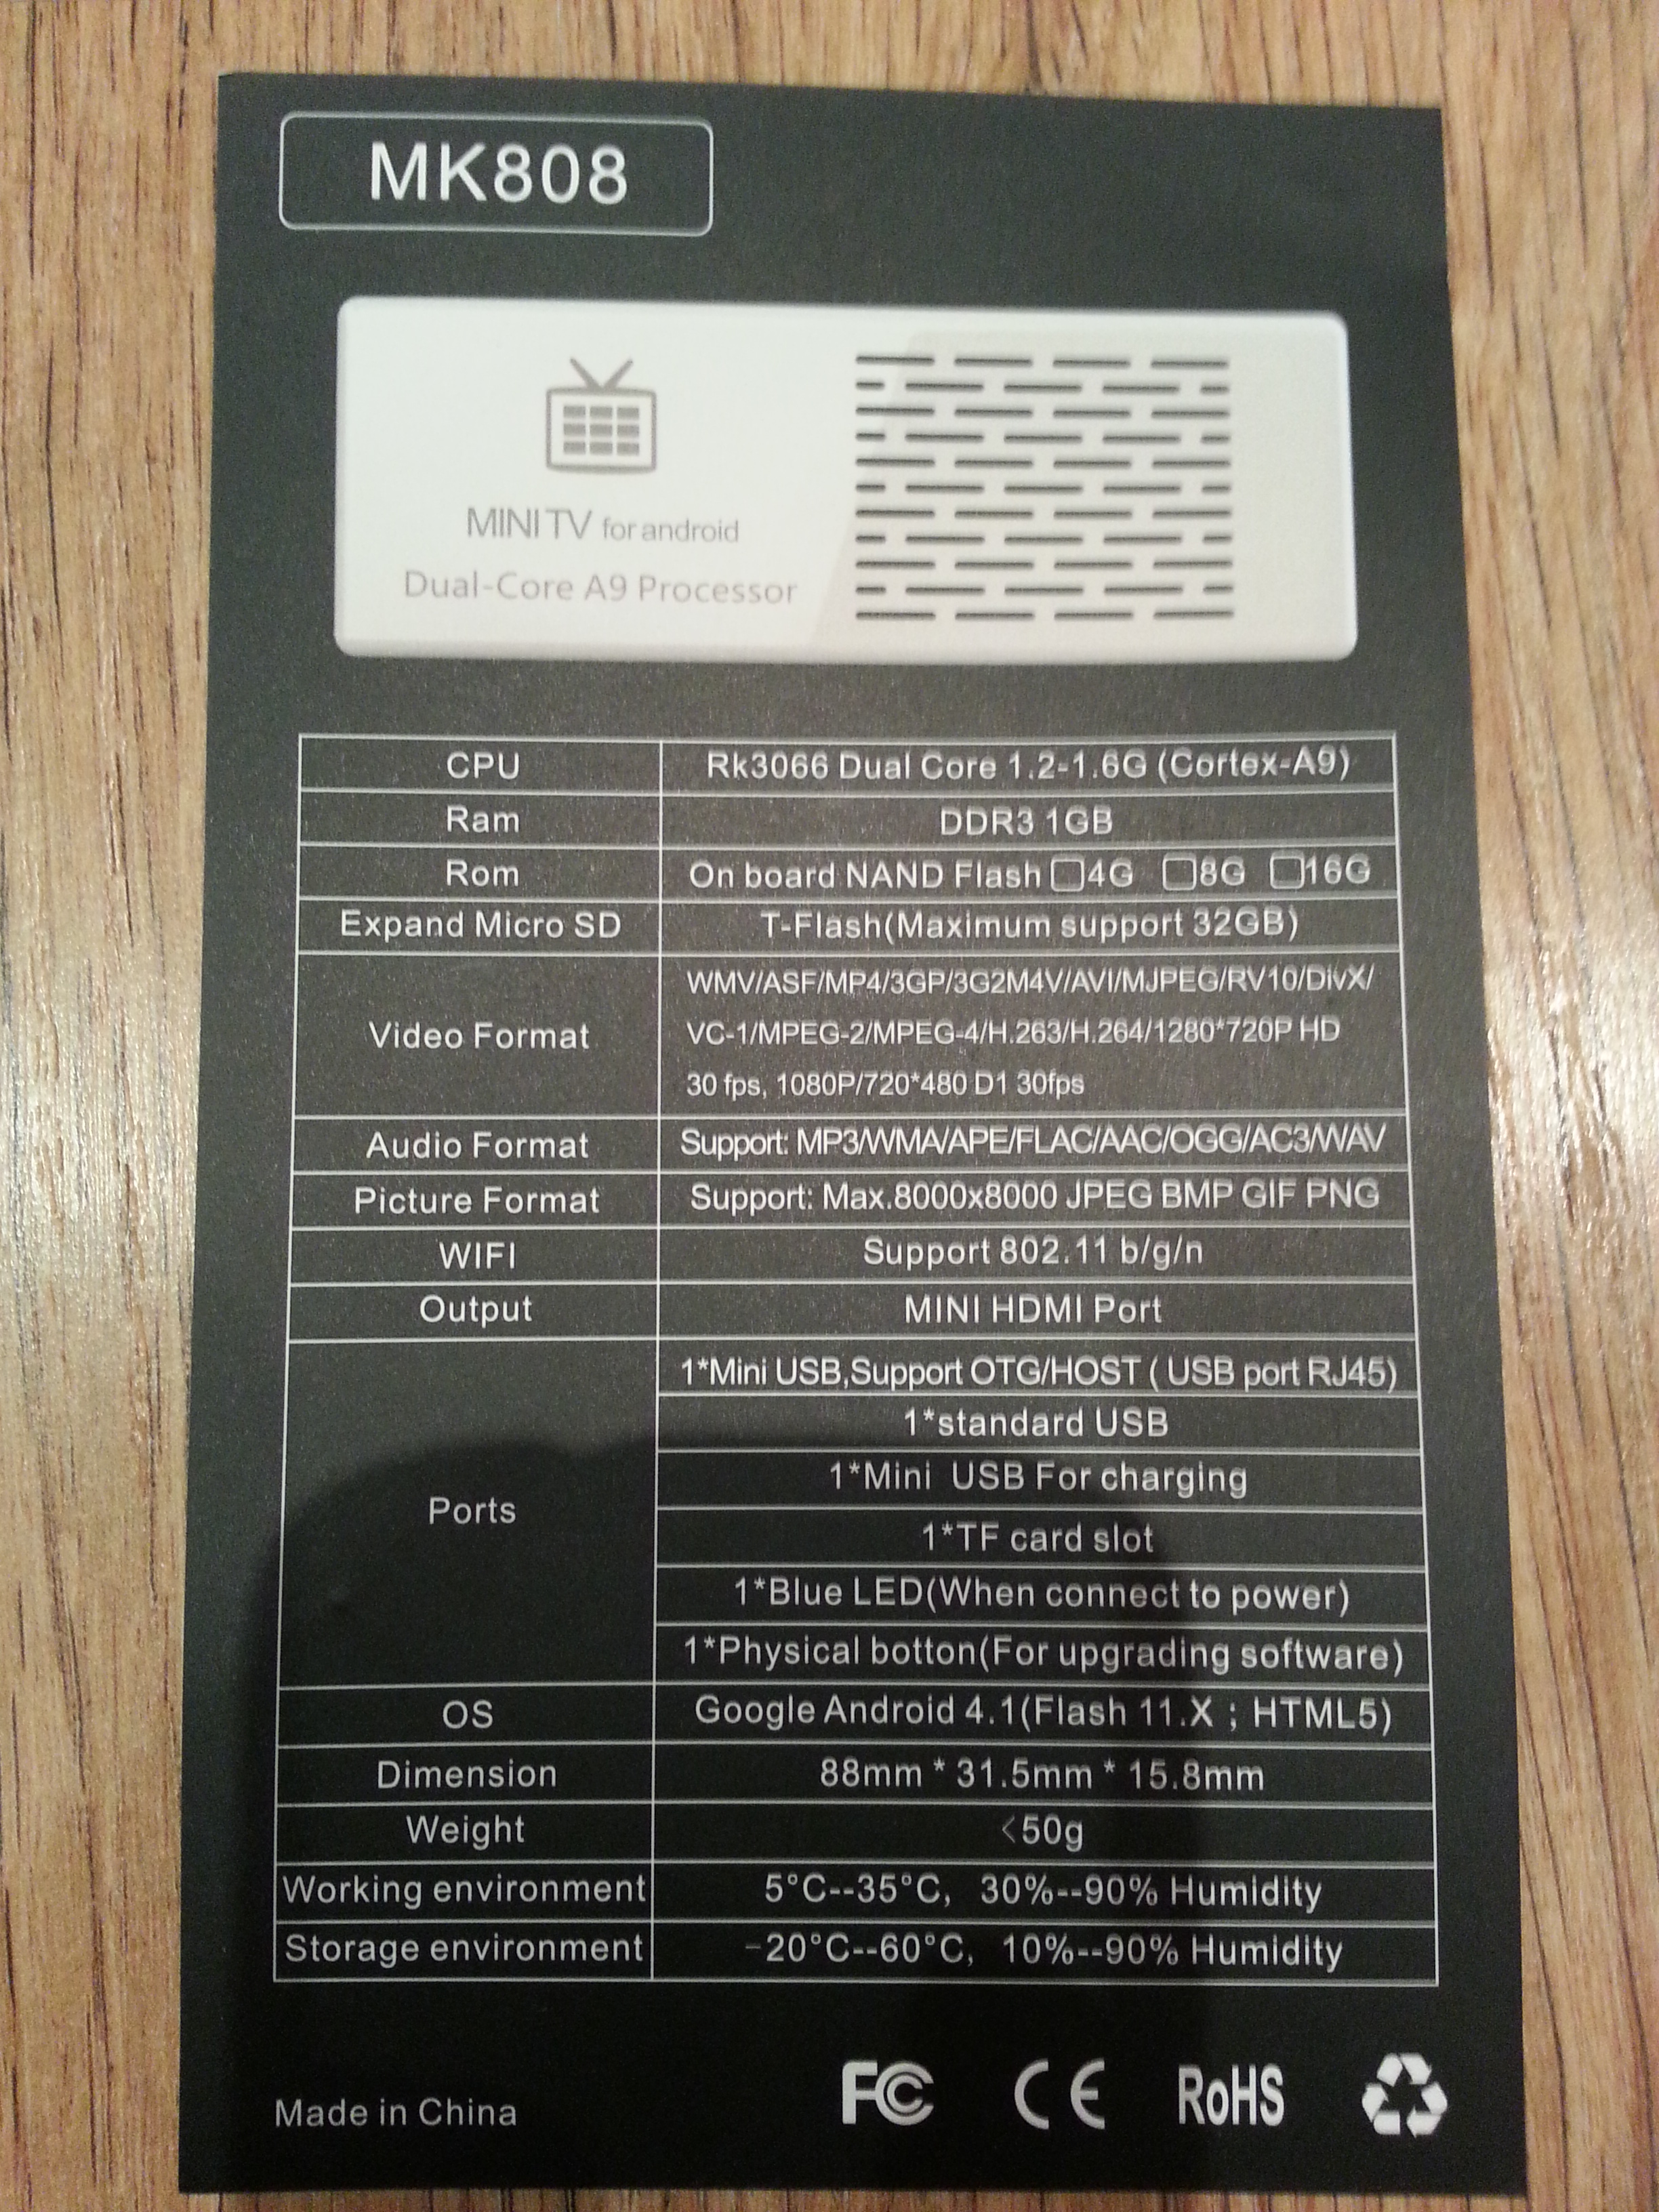 MK808
MINI TV for android
Dual-Core A9 Processor
CPU Rk3066 Dual Core 1.2-1.6G (Cortex-A9)
Ram DDR3 1GB
Rom On board NAND Flash □4G □8G □16G
Expand Micro SD T-Flash(Maximum support 32GB)
WMV/ASF/MP4/3GP/3G2M4V/AVI/MJPEG/RV10/DivX/
Video Format VC-1/MPEG-2/MPEG-4/H.263/H.264/1280*720P HD
30 fps, 1080P/720*480 D1 30fps
Audio Format Support: MP3/WMA/APE/FLAC/AAC/OGG/AC3/WAV
Picture Format Support: Max.8000x8000 JPEG BMP GIF PNG
WIFI Support 802.11 b/g/n
Output MINI HDMI Port
Ports
1*Mini USB,Support OTG/HOST ( USB port RJ45)
1*standard USB
1*Mini USB For charging
1*TF card slot
1*Blue LED(When connect to power)
1*Physical botton(For upgrading software)
OS Google Android 4.1(Flash 11.X ; HTML5)
Dimension 88mm * 31.5mm * 15.8mm
Weight <50g
Working environment 5°C--35°C, 30%--90% Humidity
Storage environment -20°C--60°C, 10%--90% Humidity
Made in China FC CE RoHS